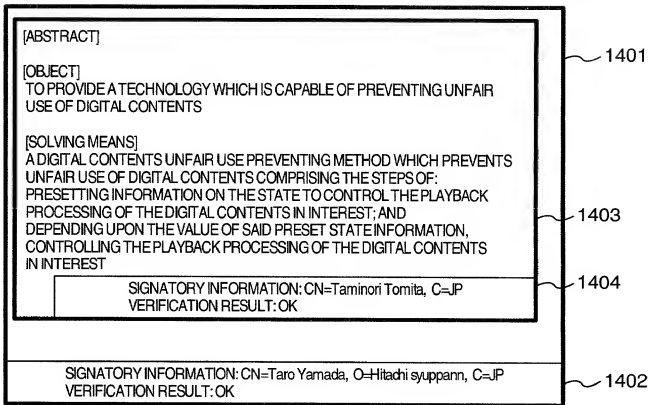 [ABSTRACT]
[OBJECT]
TO PROVIDE A TECHNOLOGY WHICH IS CAPABLE OF PREVENTING UNFAIR
USE OF DIGITAL CONTENTS
[SOLVING MEANS]
A DIGITAL CONTENTS UNFAIR USE PREVENTING METHOD WHICH PREVENTS
UNFAIR USE OF DIGITAL CONTENTS COMPRISING THE STEPS OF:
PRESETTING INFORMATION ON THE STATE TO CONTROL THE PLAYBACK
PROCESSING OF THE DIGITAL CONTENTS IN INTEREST; AND
DEPENDING UPON THE VALUE OF SAID PRESET STATE INFORMATION,
CONTROLLING THE PLAYBACK PROCESSING OF THE DIGITAL CONTENTS
IN INTEREST
SIGNATORY INFORMATION: CN=Taminori Tomita, C=JP
VERIFICATION RESULT: OK
SIGNATORY INFORMATION: CN=Taro Yamada, O=Hitachi syuppann, C=JP
VERIFICATION RESULT: OK
1401
1403
1404
1402